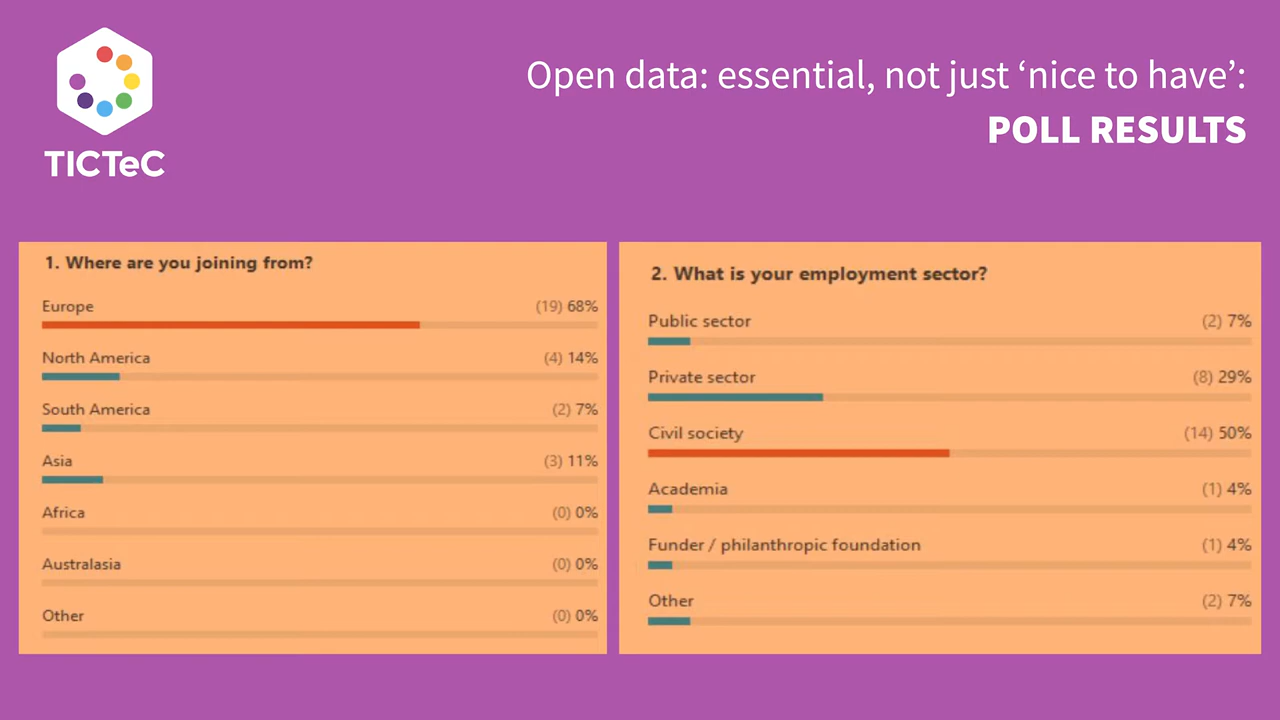 TICTeC
Open data: essential, not just ‘nice to have’:
POLL RESULTS
1. Where are you joining from?
Europe (19) 68%
North America (4) 14%
South America (2) 7%
Asia (3) 11%
Africa (0) 0%
Australasia (0) 0%
Other (0) 0%
2. What is your employment sector?
Public sector (2) 7%
Private sector (8) 29%
Civil society (14) 50%
Academia (1) 4%
Funder / philanthropic foundation (1) 4%
Other (2) 7%